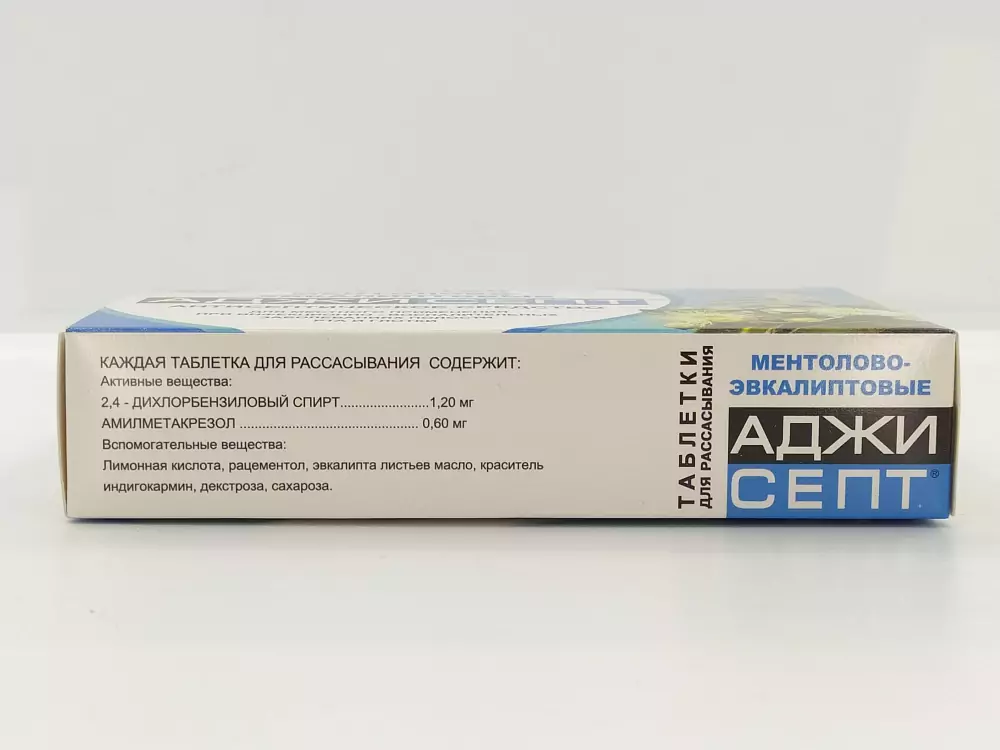 АДЖИСЕПТ
КАЖДАЯ ТАБЛЕТКА ДЛЯ РАССАСЫВАНИЯ СОДЕРЖИТ:
Активные вещества:
2,4 - ДИХЛОРБЕНЗИЛОВЫЙ СПИРТ.......................1,20 мг
АМИЛМЕТАКРЕЗОЛ .............................................. 0,60 мг
Вспомогательные вещества:
Лимонная кислота, рацементол, эвкалипта листьев масло, краситель
индигокармин, декстроза, сахароза.
ТАБЛЕТКИ
ДЛЯ РАССАСЫВАНИЯ
МЕНТОЛОВО-
ЭВКАЛИПТОВЫЕ
АДЖИ
СЕПТ®